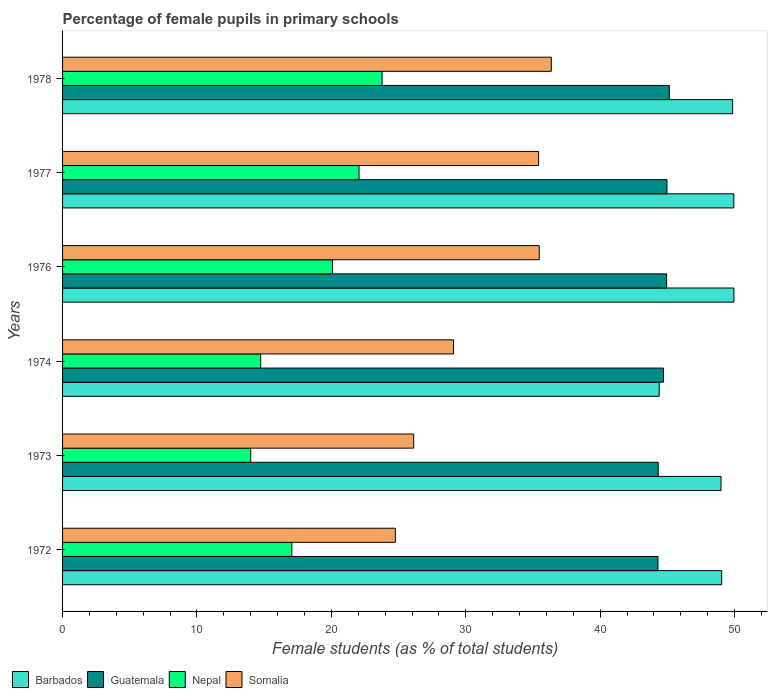 Percentage of female pupils in primary schools
1978
1977
1976
1974
1973
1972
Years
0
10
20
30
40
50
Female students (as % of total students)
Barbados
Guatemala
Nepal
Somalia